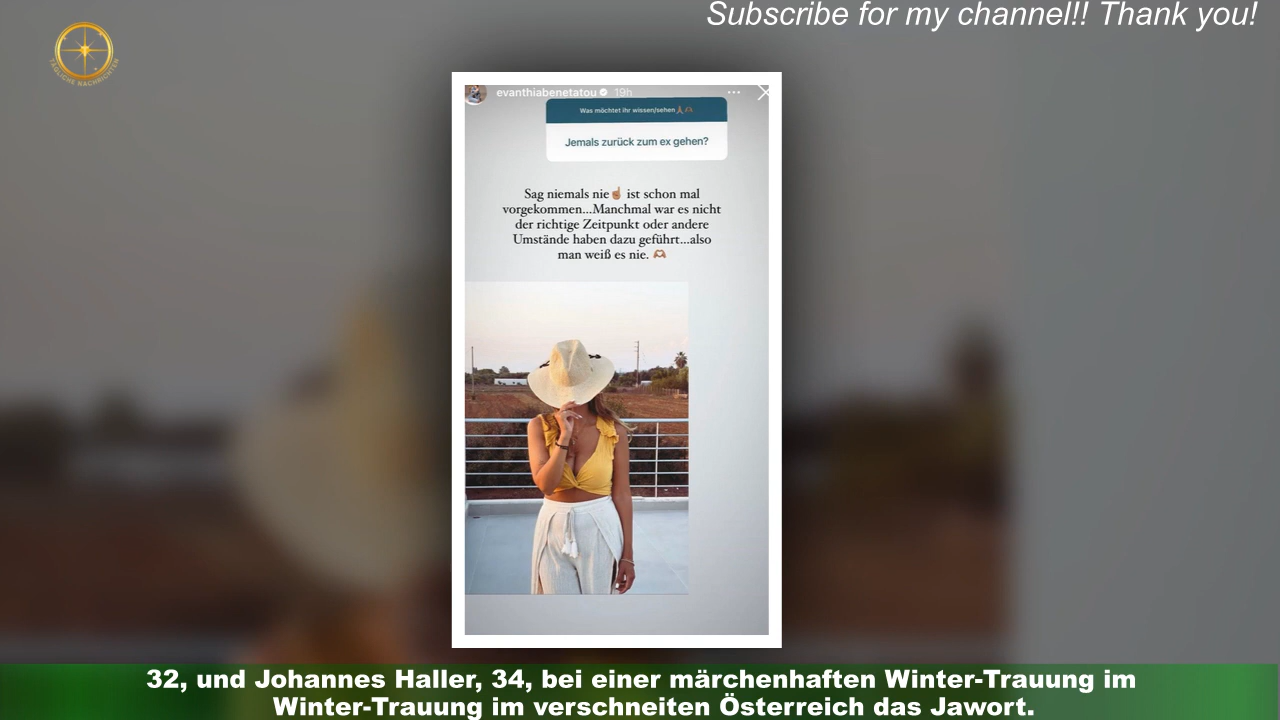 Subscribe for my channel!! Thank you!
TÄGLICHE NACHRICHTEN
evanthiabenetatou 19h
Was möchtet ihr wissen/sehen🙏🏽🫶🏽
Jemals zurück zum ex gehen?
Sag niemals nie☝🏽 ist schon mal
vorgekommen...Manchmal war es nicht
der richtige Zeitpunkt oder andere
Umstände haben dazu geführt...also
man weiß es nie. 🫶🏽
32, und Johannes Haller, 34, bei einer märchenhaften Winter-Trauung im
Winter-Trauung im verschneiten Österreich das Jawort.